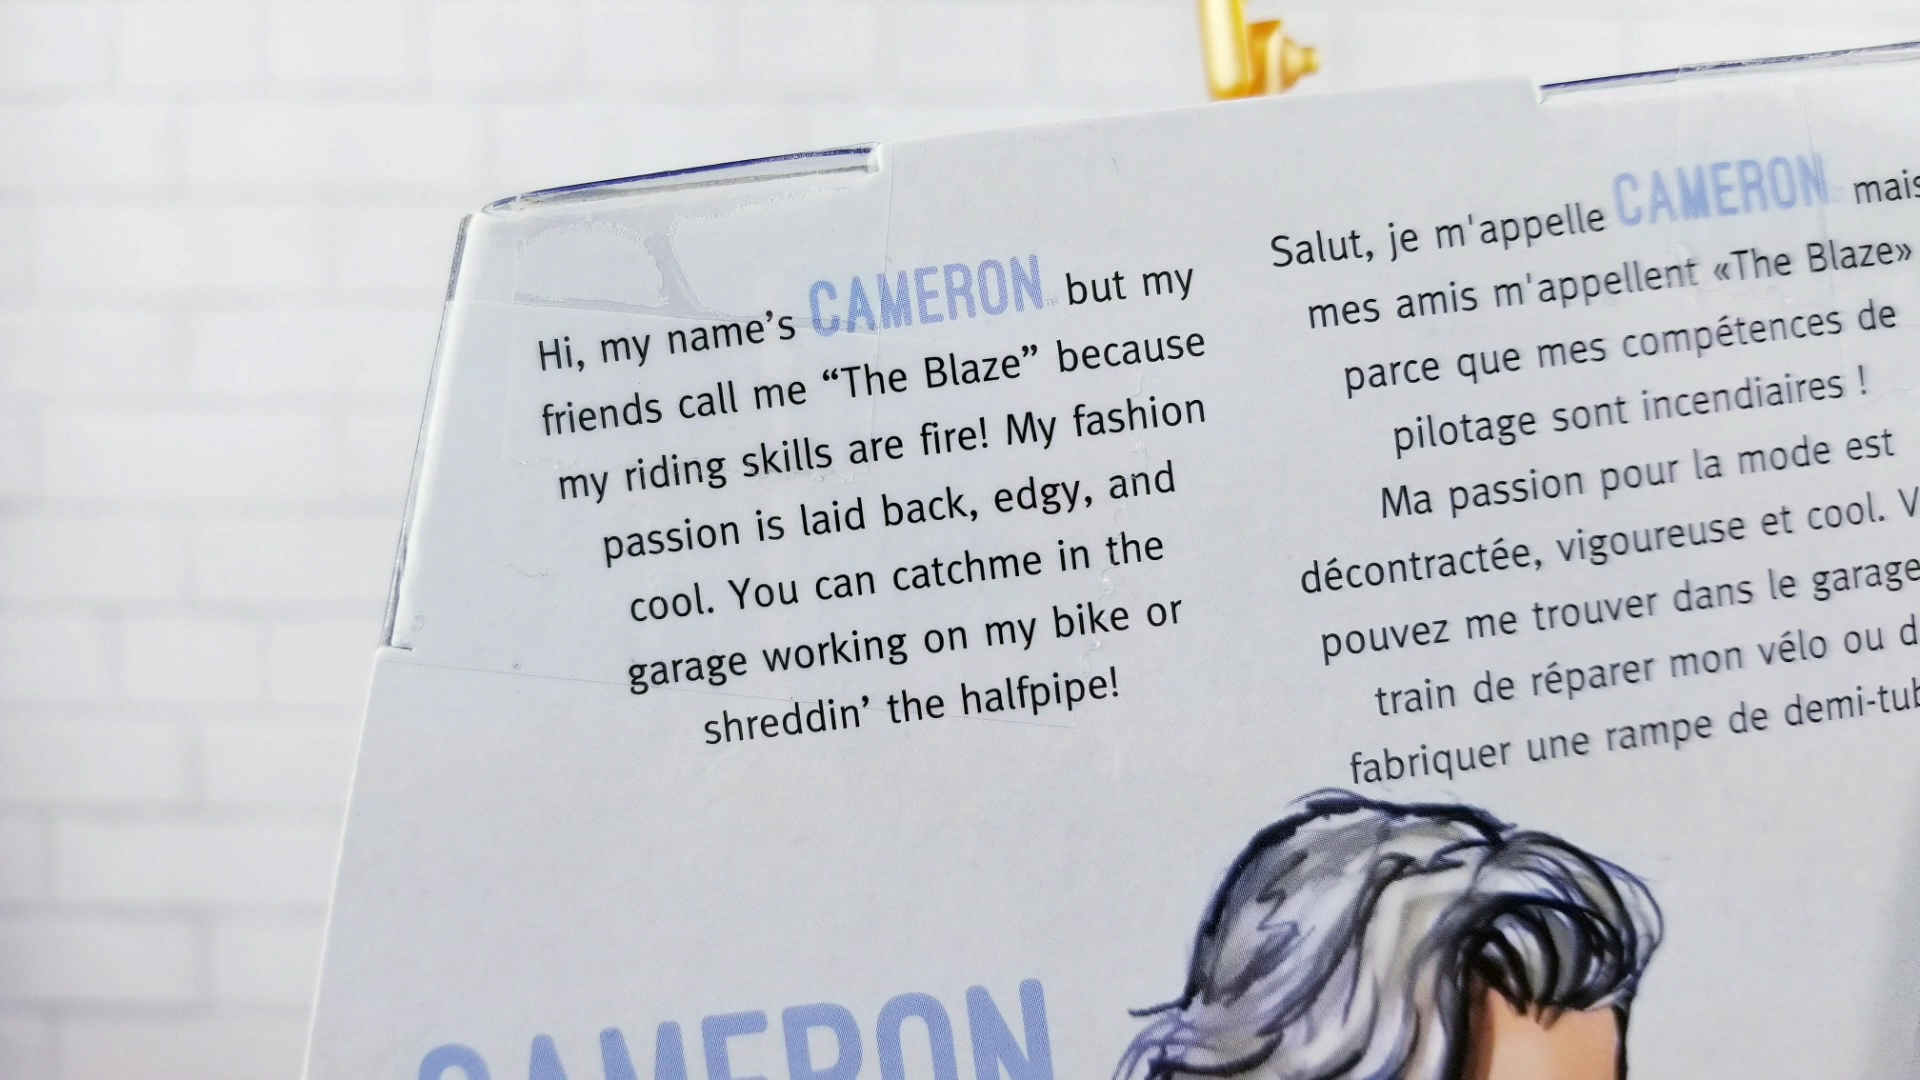 Hi, my name’s CAMERON™ but my
friends call me “The Blaze” because
my riding skills are fire! My fashion
passion is laid back, edgy, and
cool. You can catchme in the
garage working on my bike or
shreddin’ the halfpipe!
Salut, je m'appelle CAMERON™ mais
mes amis m'appellent «The Blaze»
parce que mes compétences de
pilotage sont incendiaires !
Ma passion pour la mode est
décontractée, vigoureuse et cool.
pouvez me trouver dans le garage
train de réparer mon vélo ou
fabriquer une rampe de
CAMERON